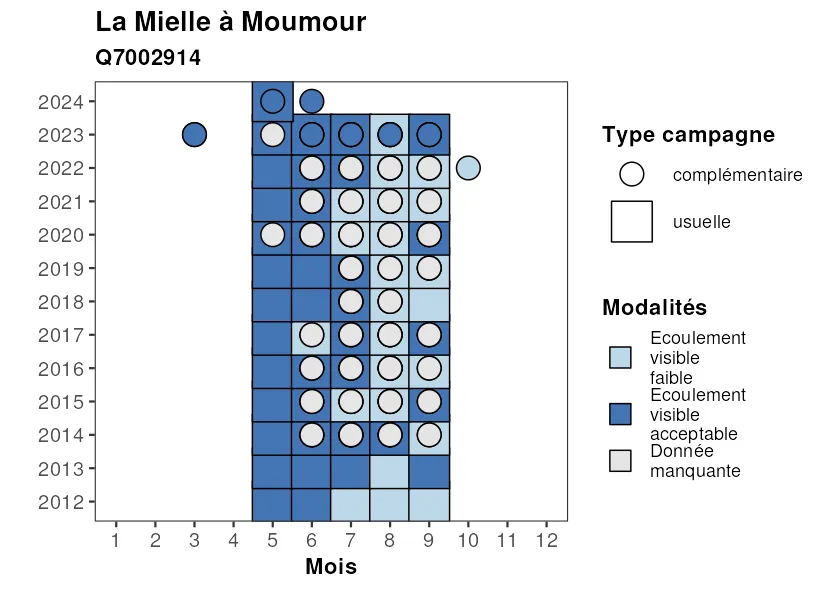 La Mielle à Moumour
Q7002914
2024
2023
2022
2021
2020
2019
2018
2017
2016
2015
2014
2013
2012
1 2 3 4 5 6 7 8 9 10 11 12
Mois
Type campagne
complémentaire
usuelle
Modalités
Ecoulement
visible
faible
Ecoulement
visible
acceptable
Donnée
manquante